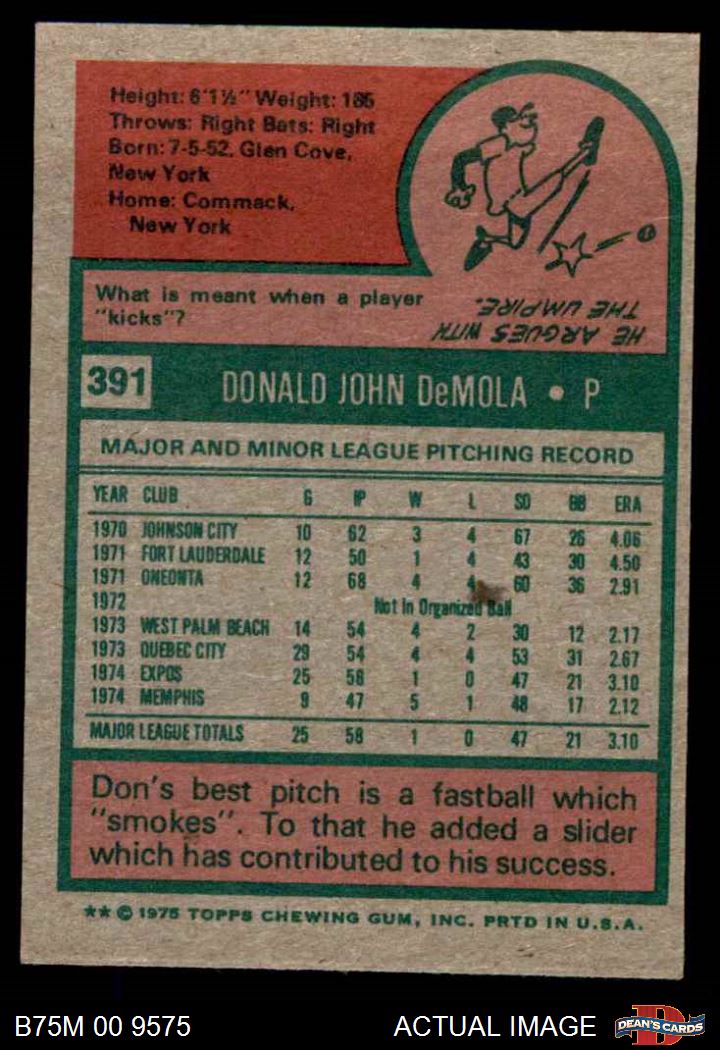 Height: 6'1½" Weight: 185
Throws: Right Bats: Right
Born: 7-5-52, Glen Cove,
New York
Home: Commack,
New York
What is meant when a player
"kicks"?
HE ARGUES WITH
THE UMPIRE.
391 DONALD JOHN DeMOLA • P
MAJOR AND MINOR LEAGUE PITCHING RECORD
YEAR CLUB G IP W L SO BB ERA
1970 JOHNSON CITY 10 62 3 4 67 26 4.06
1971 FORT LAUDERDALE 12 50 1 4 43 30 4.50
1971 ONEONTA 12 68 4 4 60 36 2.91
1972 Not In Organized Ball
1973 WEST PALM BEACH 14 54 4 2 30 12 2.17
1973 QUEBEC CITY 29 54 4 4 53 31 2.67
1974 EXPOS 25 58 1 0 47 21 3.10
1974 MEMPHIS 9 47 5 1 48 17 2.12
MAJOR LEAGUE TOTALS 25 58 1 0 47 21 3.10
Don's best pitch is a fastball which
"smokes". To that he added a slider
which has contributed to his success.
** © 1975 TOPPS CHEWING GUM, INC. PRTD IN U.S.A.
B75M 00 9575 ACTUAL IMAGE DEAN'S CARDS